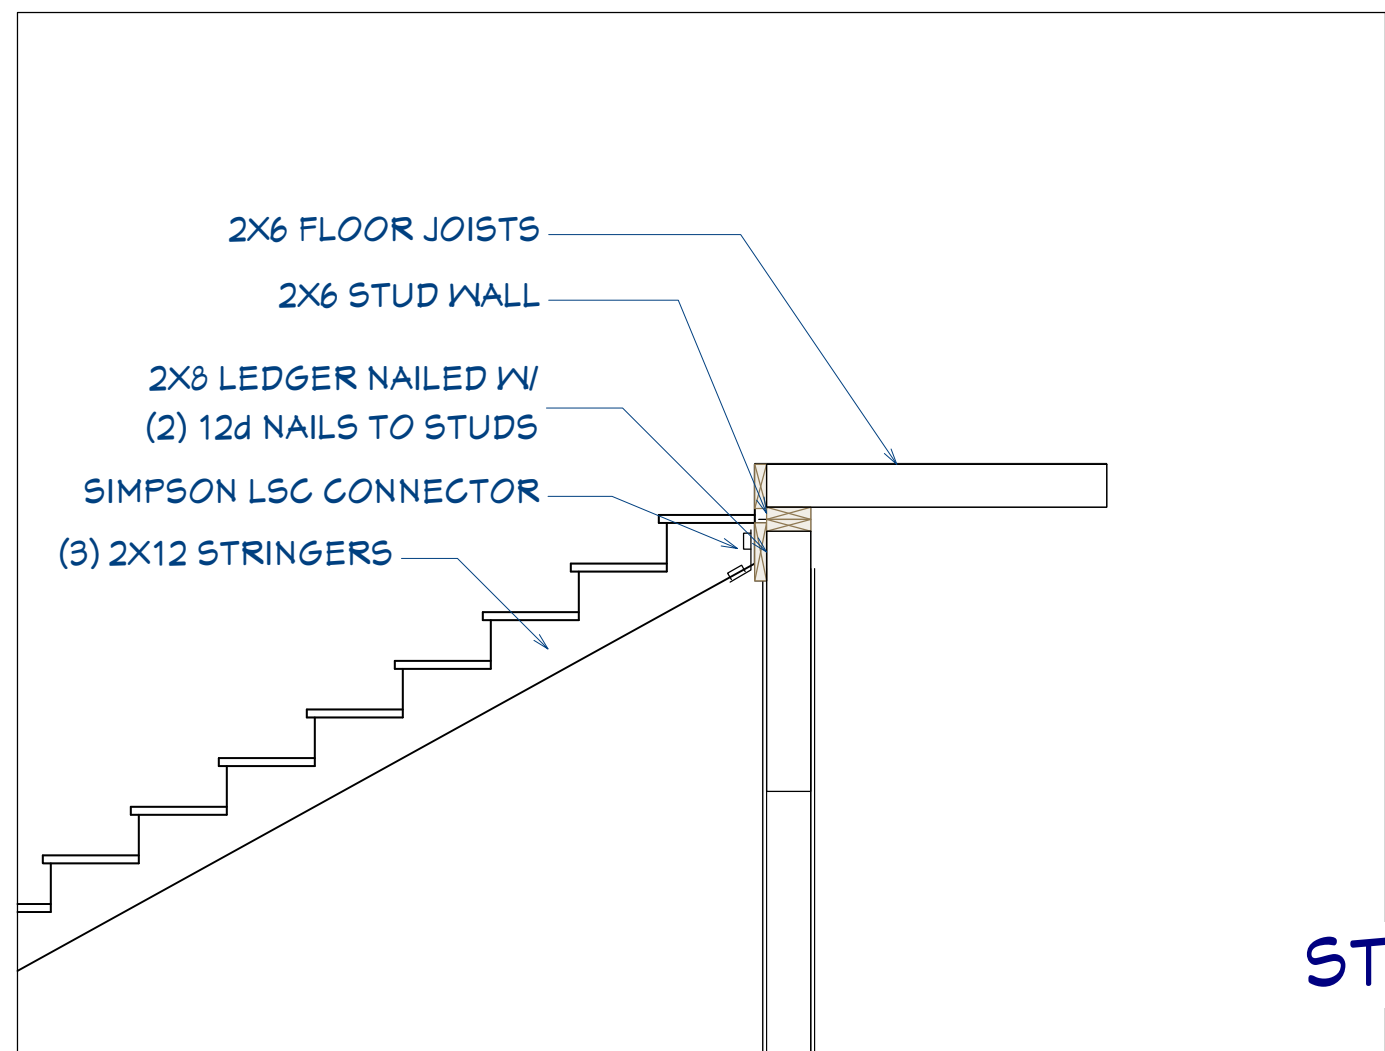 2X6 FLOOR JOISTS
2X6 STUD WALL
2X8 LEDGER NAILED W/
(2) 12d NAILS TO STUDS
SIMPSON LSC CONNECTOR
(3) 2X12 STRINGERS
ST